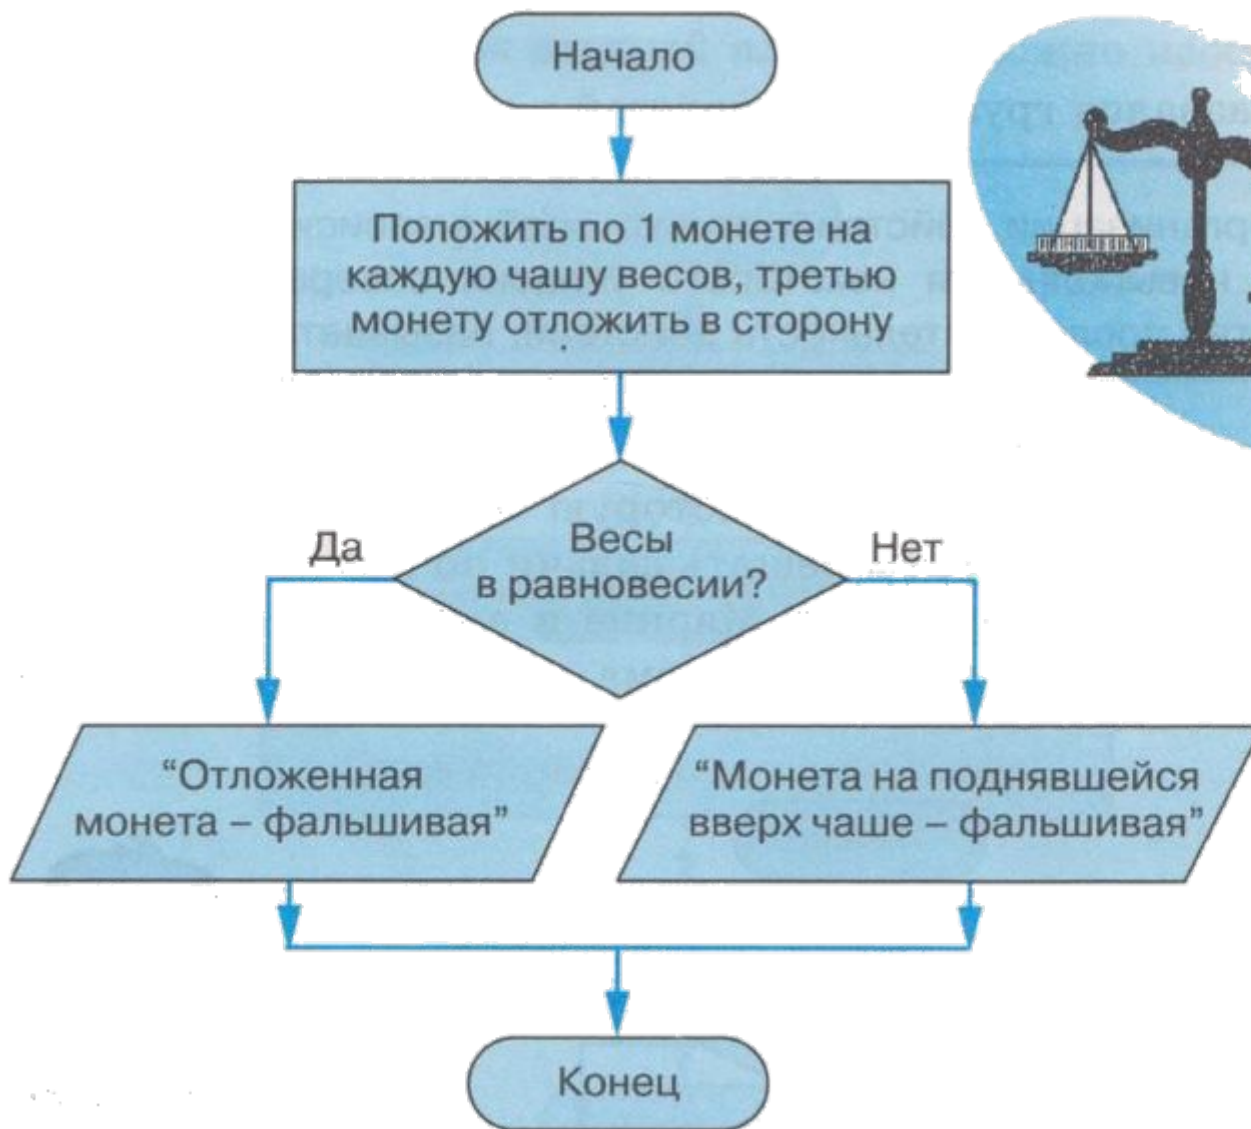 Начало
Положить по 1 монете на
каждую чашу весов, третью
монету отложить в сторону
Весы
в равновесии?
Да
Нет
“Отложенная
монета – фальшивая”
“Монета на поднявшейся
вверх чаше – фальшивая”
Конец